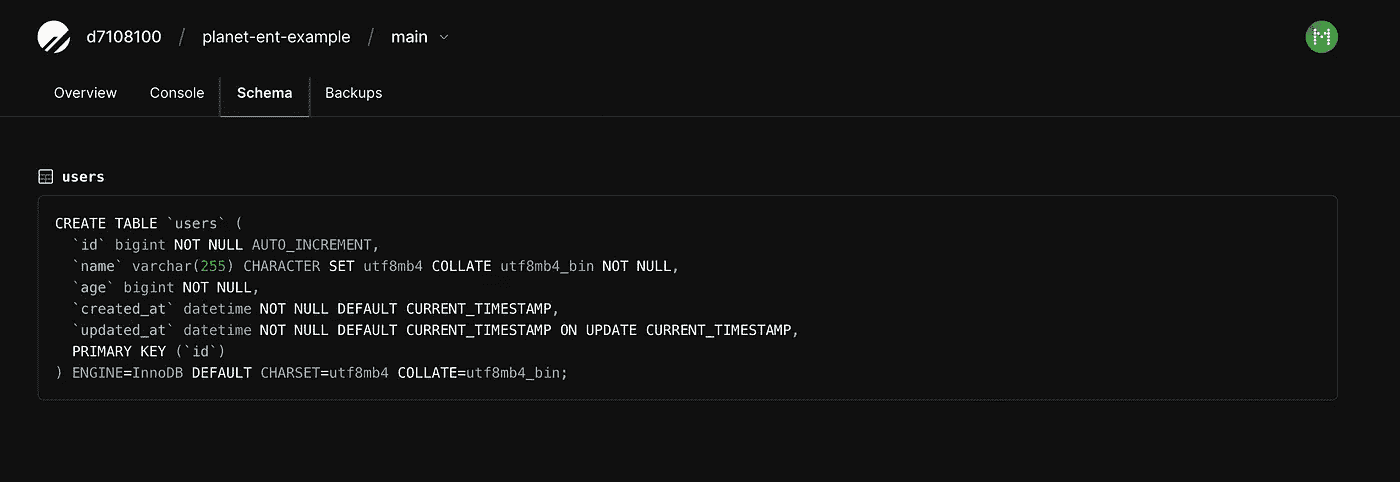 d7108100 / planet-ent-example / main
Overview Console Schema Backups
users
CREATE TABLE `users` (
  `id` bigint NOT NULL AUTO_INCREMENT,
  `name` varchar(255) CHARACTER SET utf8mb4 COLLATE utf8mb4_bin NOT NULL,
  `age` bigint NOT NULL,
  `created_at` datetime NOT NULL DEFAULT CURRENT_TIMESTAMP,
  `updated_at` datetime NOT NULL DEFAULT CURRENT_TIMESTAMP ON UPDATE CURRENT_TIMESTAMP,
  PRIMARY KEY (`id`)
) ENGINE=InnoDB DEFAULT CHARSET=utf8mb4 COLLATE=utf8mb4_bin;